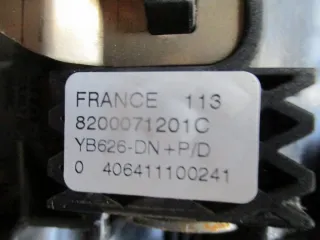 FRANCE 113
8200071201C
YB626-DN+P/D
0 406411100241